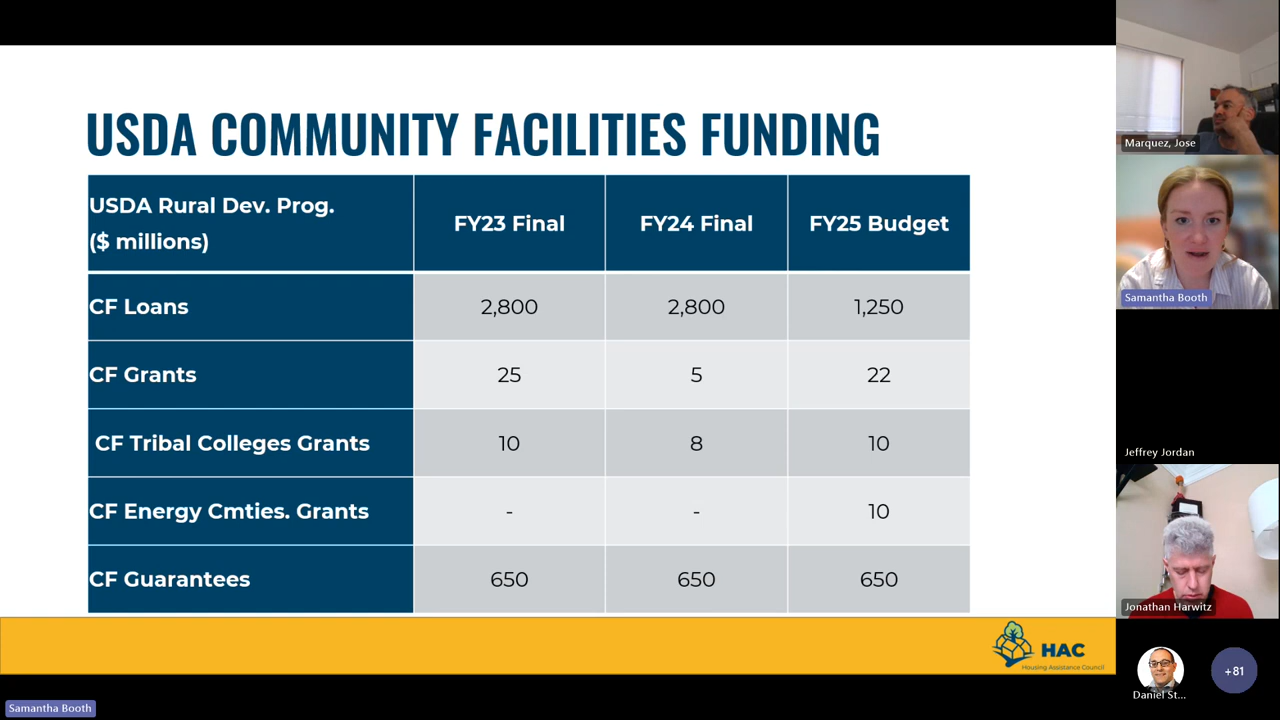 USDA COMMUNITY FACILITIES FUNDING
USDA Rural Dev. Prog.
($ millions)
FY23 Final
FY24 Final
FY25 Budget
CF Loans
2,800
2,800
1,250
CF Grants
25
5
22
CF Tribal Colleges Grants
10
8
10
CF Energy Cmties. Grants
-
-
10
CF Guarantees
650
650
650
HAC
Housing Assistance Council
Samantha Booth
Marquez, Jose
Samantha Booth
Jeffrey Jordan
Jonathan Harwitz
Daniel St...
+81